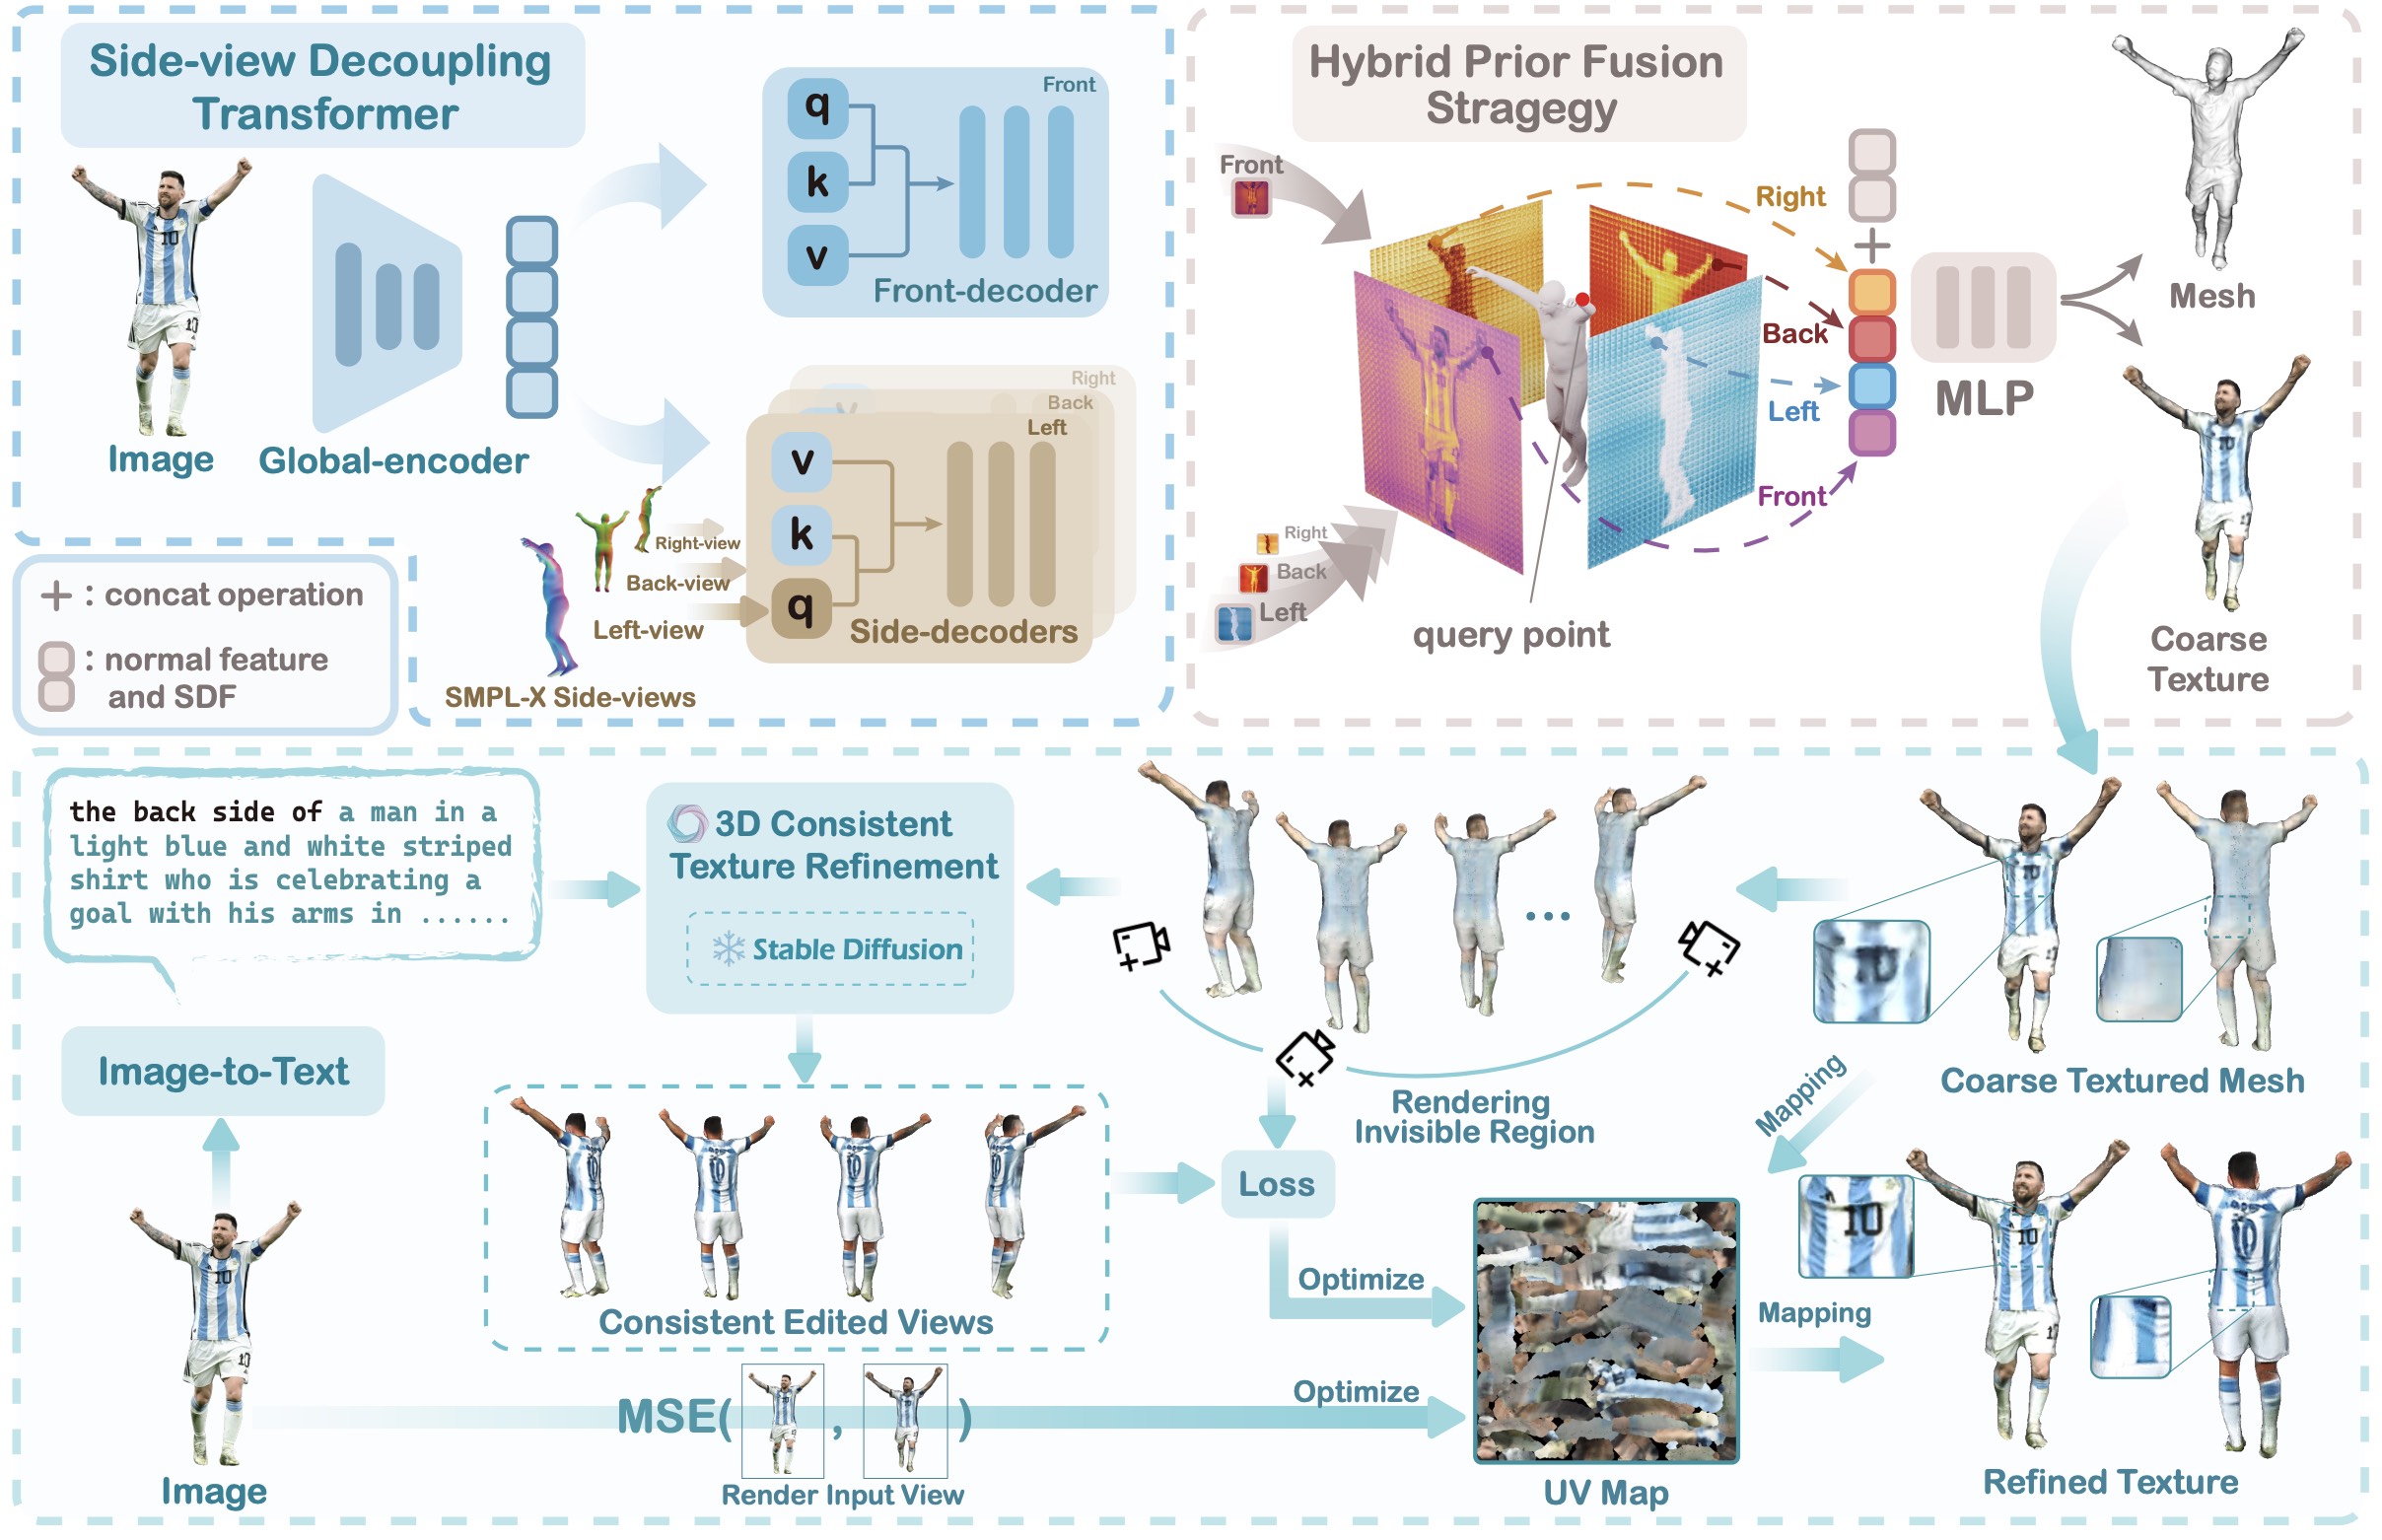 Side-view Decoupling
Transformer
Image
Global-encoder
q
k
v
Front
Front-decoder
Right
Back
Left
v
k
q
Side-decoders
Right-view
Back-view
Left-view
SMPL-X Side-views
+ : concat operation
: normal feature
and SDF
Hybrid Prior Fusion
Stragegy
Front
Right
Back
Left
Right
Back
Left
Front
query point
+
MLP
Mesh
Coarse
Texture
the back side of a man in a
light blue and white striped
shirt who is celebrating a
goal with his arms in ......
Image-to-Text
Image
3D Consistent
Texture Refinement
Stable Diffusion
Consistent Edited Views
...
Rendering
Invisible Region
Loss
Optimize
Optimize
MSE( , )
Render Input View
UV Map
Coarse Textured Mesh
Mapping
Mapping
10
10
Refined Texture